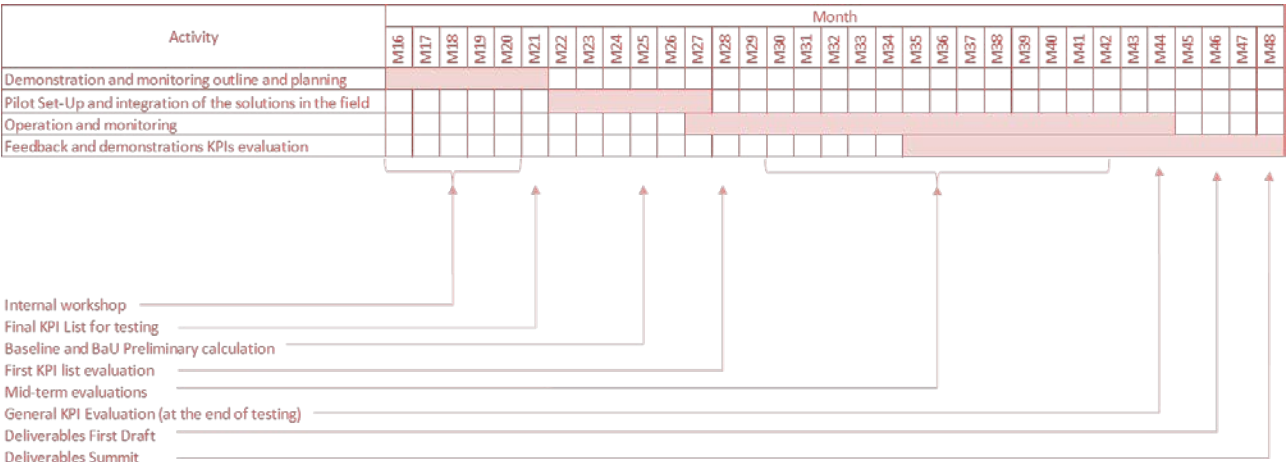 Activity
Month
M16 M17 M18 M19 M20 M21 M22 M23 M24 M25 M26 M27 M28 M29 M30 M31 M32 M33 M34 M35 M36 M37 M38 M39 M40 M41 M42 M43 M44 M45 M46 M47 M48
Demonstration and monitoring outline and planning
Pilot Set-Up and integration of the solutions in the field
Operation and monitoring
Feedback and demonstrations KPIs evaluation
Internal workshop
Final KPI List for testing
Baseline and BaU Preliminary calculation
First KPI list evaluation
Mid-term evaluations
General KPI Evaluation (at the end of testing)
Deliverables First Draft
Deliverables Summit